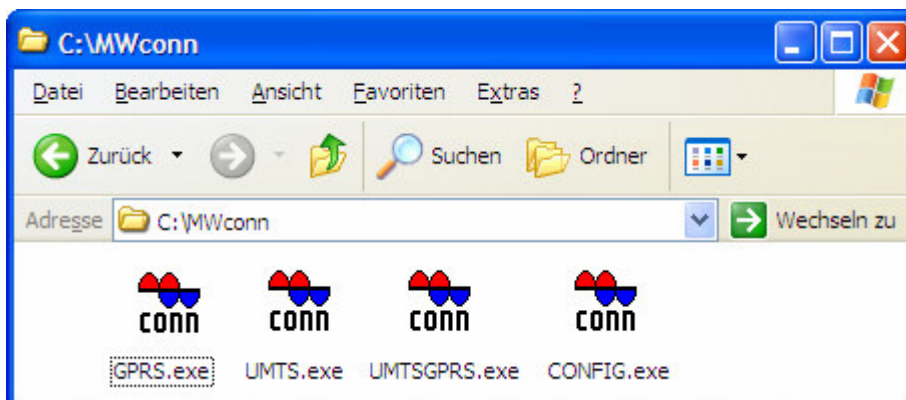 C:\MWconn
Datei Bearbeiten Ansicht Favoriten Extras ?
Zurück Suchen Ordner
Adresse C:\MWconn Wechseln zu
conn conn conn conn
GPRS.exe UMTS.exe UMTSGPRS.exe CONFIG.exe